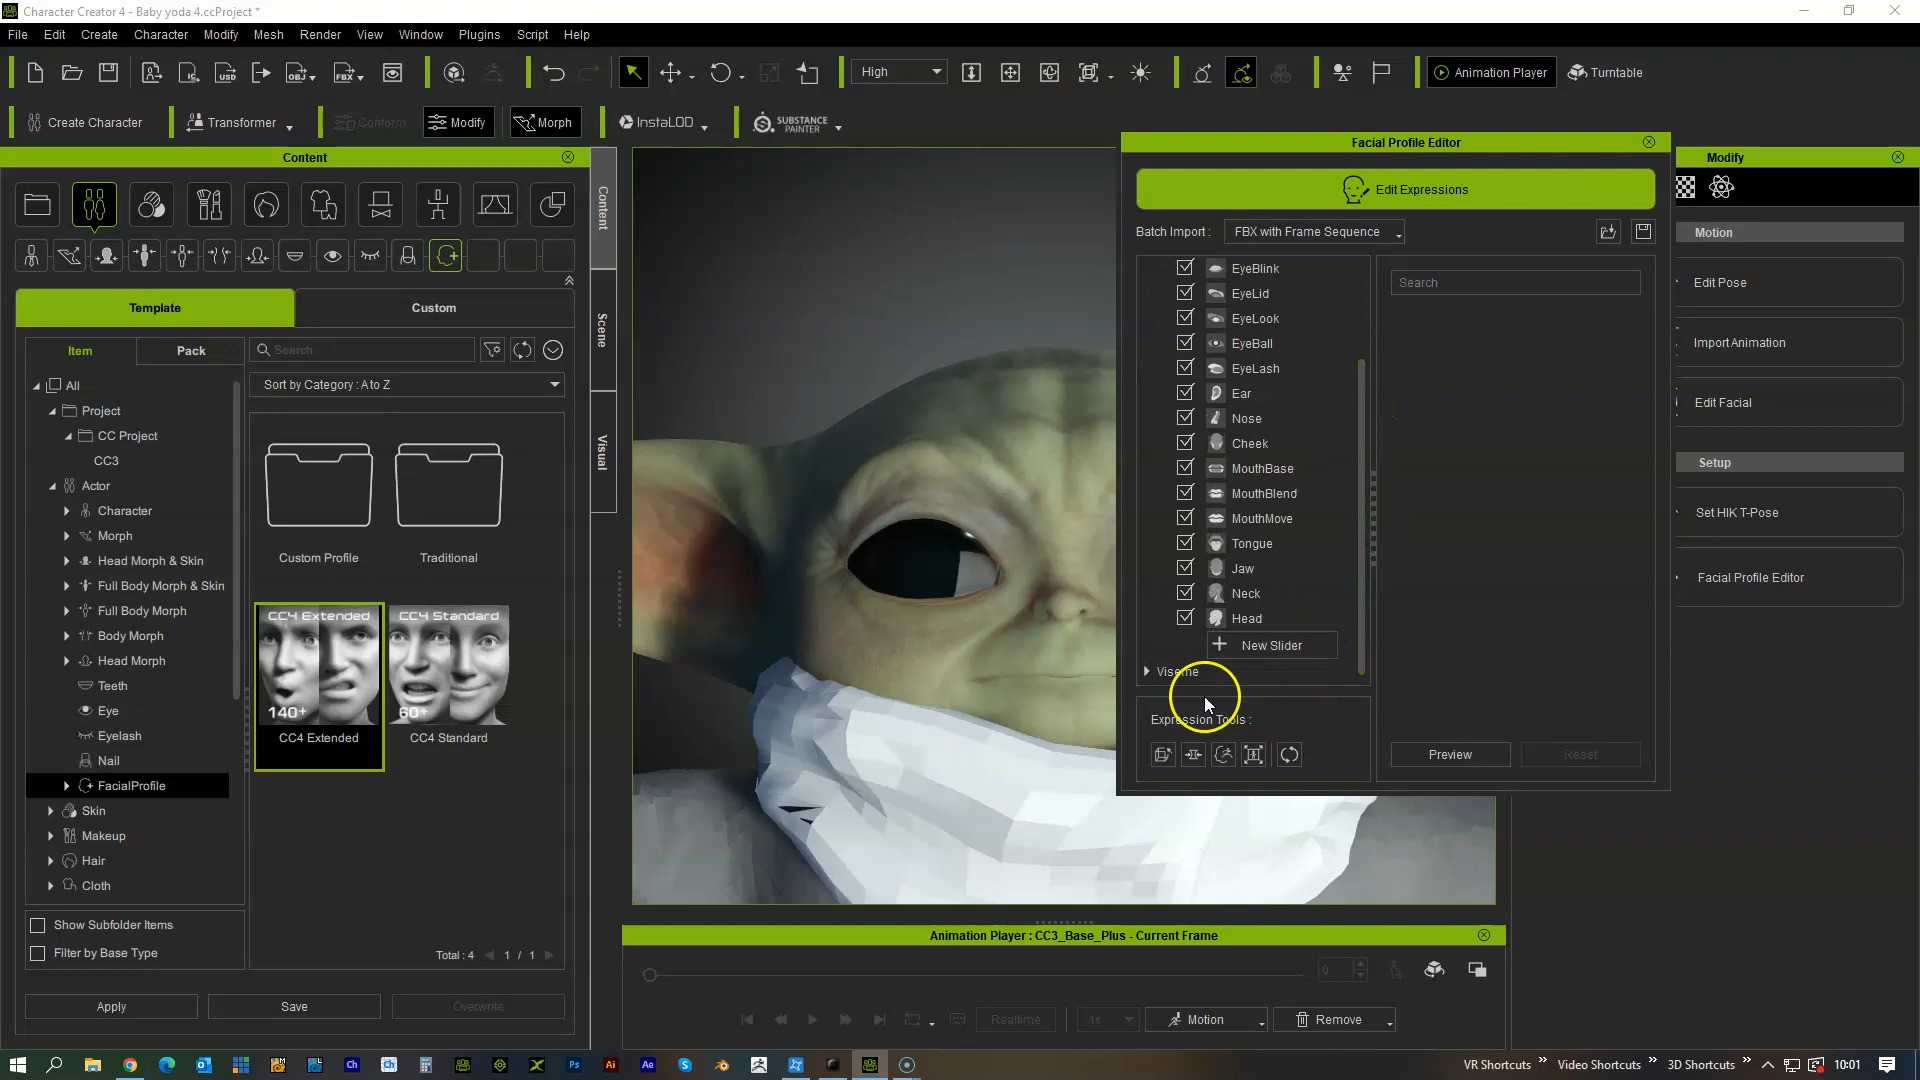 Character Creator 4 - Baby yoda 4.ccProject *
File Edit Create Character Modify Mesh Render View Window Plugins Script Help
High
Animation Player
Turntable
Create Character
Transformer
Conform
Modify
Morph
InstaLOD
SUBSTANCE PAINTER
Content
Template
Custom
Item
Pack
Search
Sort by Category : A to Z
All
Project
CC Project
CC3
Actor
Character
Morph
Head Morph & Skin
Full Body Morph & Skin
Full Body Morph
Body Morph
Head Morph
Teeth
Eye
Eyelash
Nail
FacialProfile
Skin
Makeup
Hair
Cloth
Custom Profile
Traditional
CC4 Extended
140+
CC4 Extended
CC4 Standard
60+
CC4 Standard
Show Subfolder Items
Filter by Base Type
Total : 4
1 / 1
Apply
Save
Overwrite
Content
Scene
Visual
Facial Profile Editor
Edit Expressions
Batch Import :
FBX with Frame Sequence
EyeBlink
EyeLid
EyeLook
EyeBall
EyeLash
Ear
Nose
Cheek
MouthBase
MouthBlend
MouthMove
Tongue
Jaw
Neck
Head
New Slider
Viseme
Expression Tools :
Search
Preview
Reset
Modify
Motion
Edit Pose
Import Animation
Edit Facial
Setup
Set HIK T-Pose
Facial Profile Editor
Animation Player : CC3_Base_Plus - Current Frame
0
Realtime
1x
Motion
Remove
VR Shortcuts
Video Shortcuts
3D Shortcuts
10:01